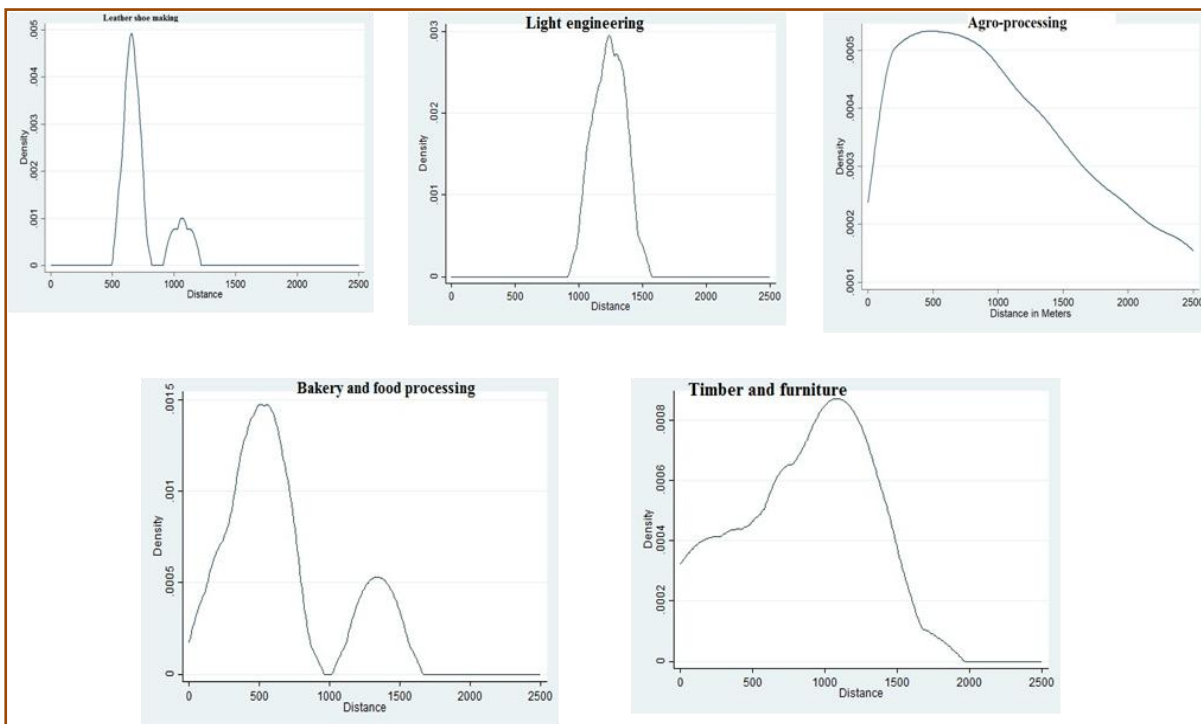 Leather shoe making
Density
.005
.004
.003
.002
.001
0
0 500 1000 1500 2000 2500
Distance
Light engineering
Density
.003
.002
.001
0
0 500 1000 1500 2000 2500
Distance
Agro-processing
Density
.0005
.0004
.0003
.0002
.0001
0 500 1000 1500 2000 2500
Distance in Meters
Bakery and food processing
Density
.0015
.001
.0005
0
0 500 1000 1500 2000 2500
Distance
Timber and furniture
Density
.0008
.0006
.0004
.0002
0
0 500 1000 1500 2000 2500
Distance